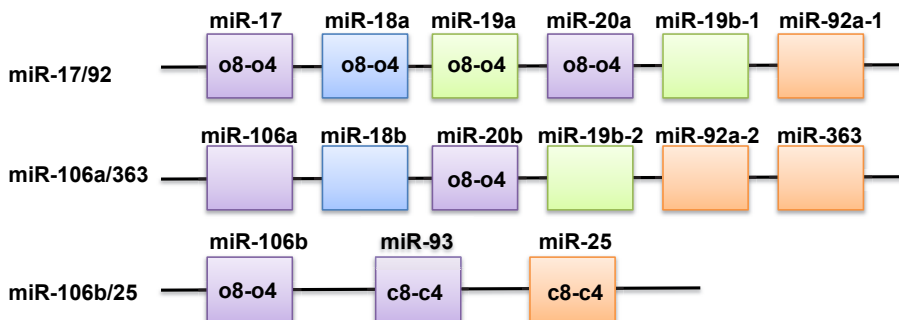 miR-17 miR-18a miR-19a miR-20a miR-19b-1 miR-92a-1
miR-17/92 o8-o4 o8-o4 o8-o4 o8-o4
miR-106a miR-18b miR-20b miR-19b-2 miR-92a-2 miR-363
miR-106a/363 o8-o4
miR-106b miR-93 miR-25
miR-106b/25 o8-o4 c8-c4 c8-c4